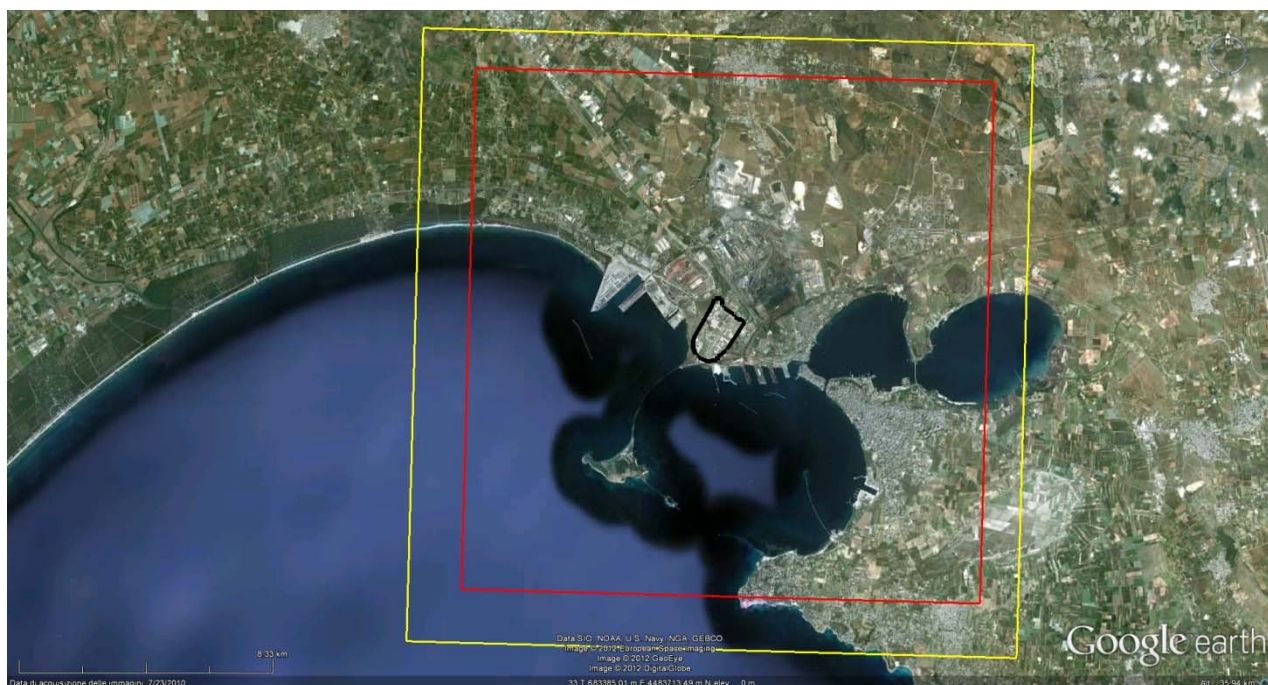 N
8.33 km
Data SIO, NOAA, U.S. Navy, NGA, GEBCO
Image © 2012 European Space Imaging
Image © 2012 GeoEye
Image © 2012 DigitalGlobe
Google earth
Data di acquisizione delle immagini: 7/23/2010
33 T 683385.01 m E 4483713.49 m N elev 0 m
Alt 35.94 km